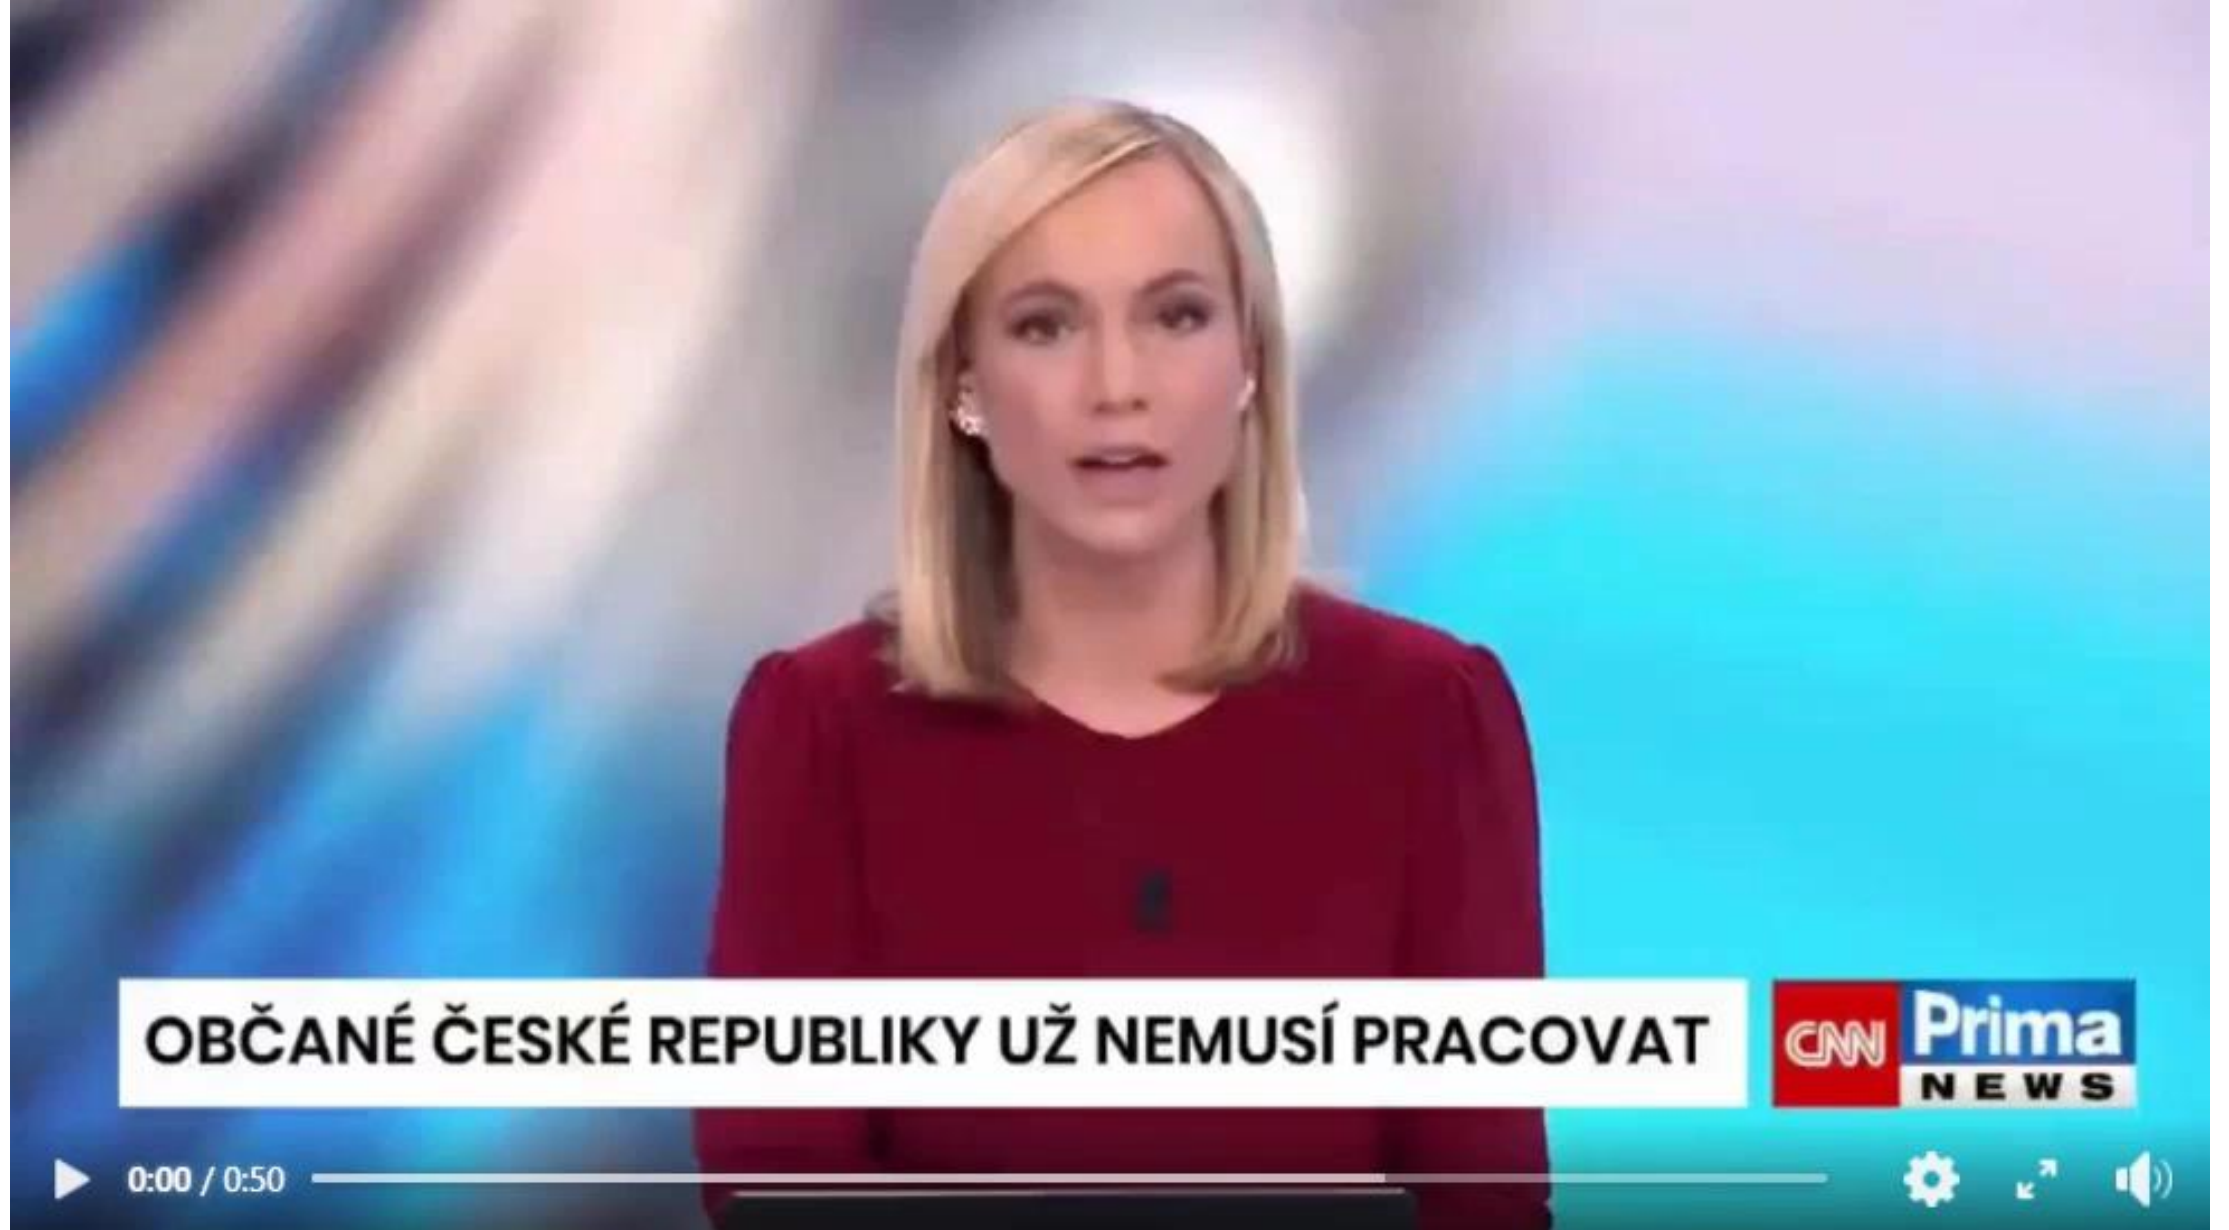 OBČANÉ ČESKÉ REPUBLIKY UŽ NEMUSÍ PRACOVAT
CNN Prima
NEWS
0:00 / 0:50